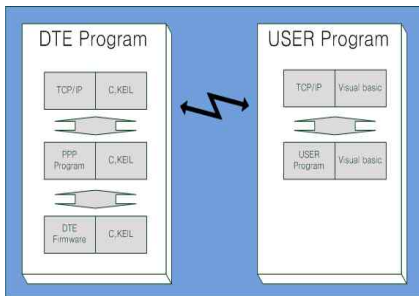 DTE Program
TCP/IP C.KEIL
PPP Program C.KEIL
DTE Firmware C.KEIL
USER Program
TCP/IP Visual basic
USER Program Visual basic